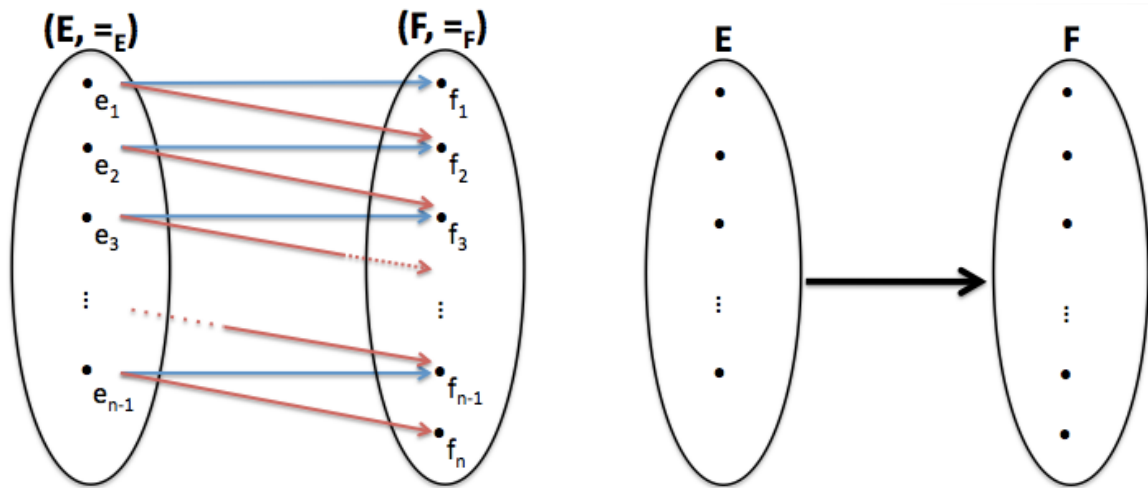 (E, =E)
(F, =F)
E
F
e1
f1
e2
f2
e3
f3
...
...
...
...
en-1
fn-1
fn